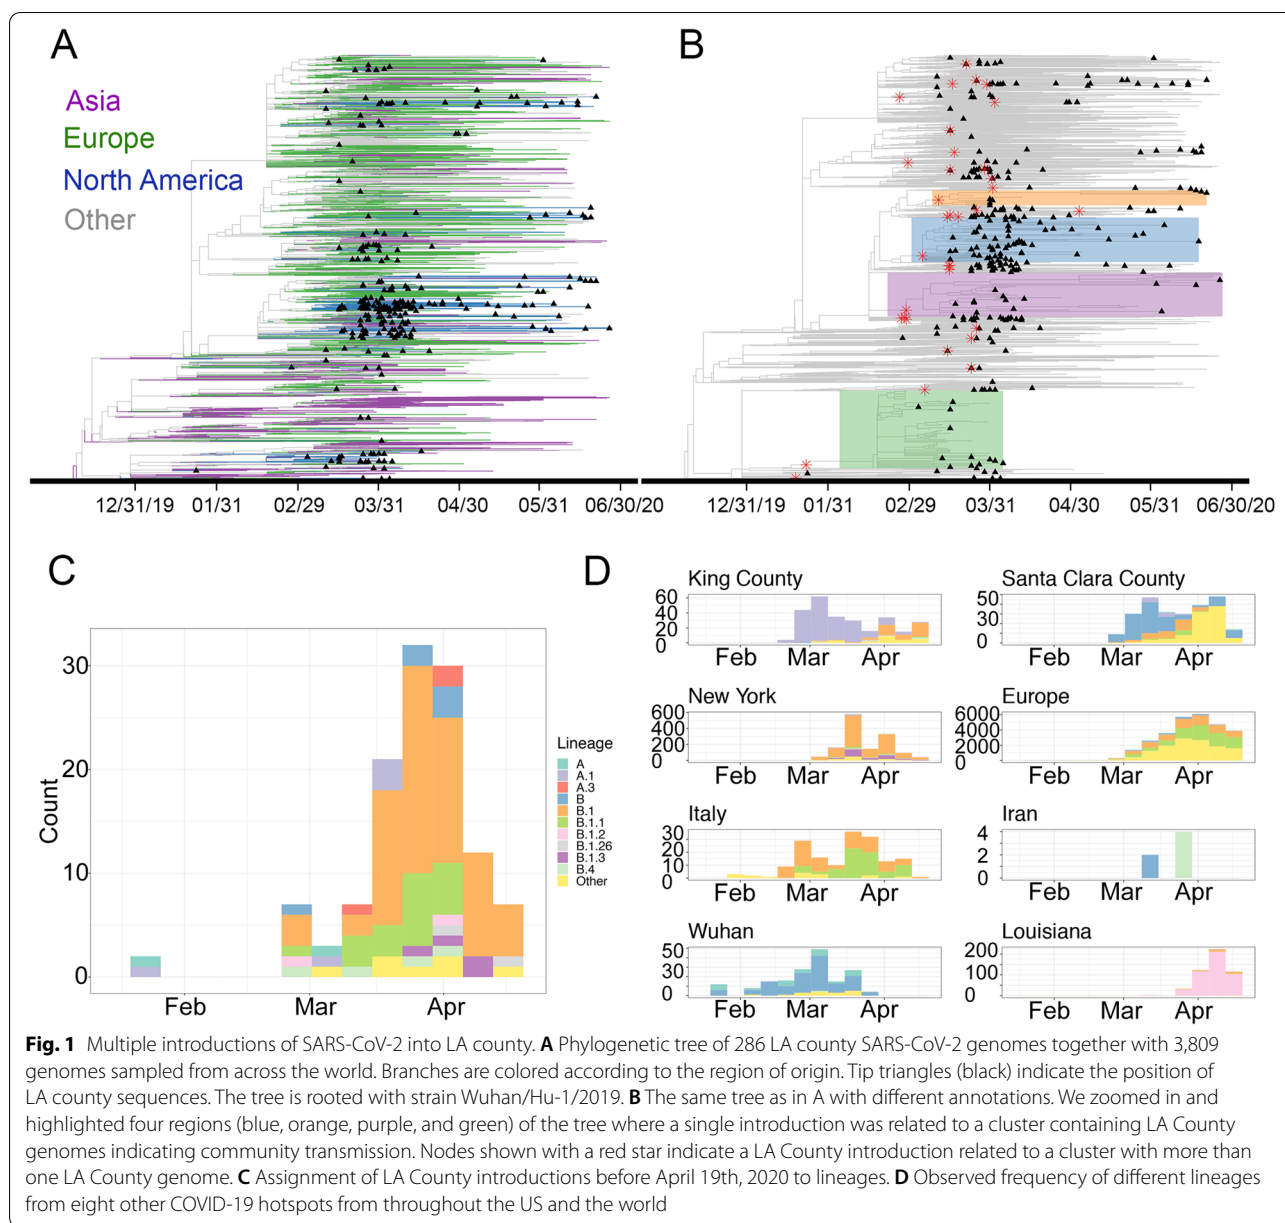 A
B
Asia
Europe
North America
Other
12/31/19 01/31 02/29 03/31 04/30 05/31 06/30/20
12/31/19 01/31 02/29 03/31 04/30 05/31 06/30/20
C
Count
30
20
10
0
Feb Mar Apr
Lineage
A
A.1
A.3
B
B.1
B.1.1
B.1.2
B.1.26
B.1.3
B.4
Other
D
King County
60
40
20
0
Feb Mar Apr
Santa Clara County
50
30
0
Feb Mar Apr
New York
600
400
200
0
Feb Mar Apr
Europe
6000
4000
0
Feb Mar Apr
Italy
30
20
10
0
Feb Mar Apr
Iran
4
2
0
Feb Mar Apr
Wuhan
50
30
0
Feb Mar Apr
Louisiana
200
100
0
Feb Mar Apr
Fig. 1 Multiple introductions of SARS-CoV-2 into LA county. A Phylogenetic tree of 286 LA county SARS-CoV-2 genomes together with 3,809
genomes sampled from across the world. Branches are colored according to the region of origin. Tip triangles (black) indicate the position of
LA county sequences. The tree is rooted with strain Wuhan/Hu-1/2019. B The same tree as in A with different annotations. We zoomed in and
highlighted four regions (blue, orange, purple, and green) of the tree where a single introduction was related to a cluster containing LA County
genomes indicating community transmission. Nodes shown with a red star indicate a LA County introduction related to a cluster with more than
one LA County genome. C Assignment of LA County introductions before April 19th, 2020 to lineages. D Observed frequency of different lineages
from eight other COVID-19 hotspots from throughout the US and the world